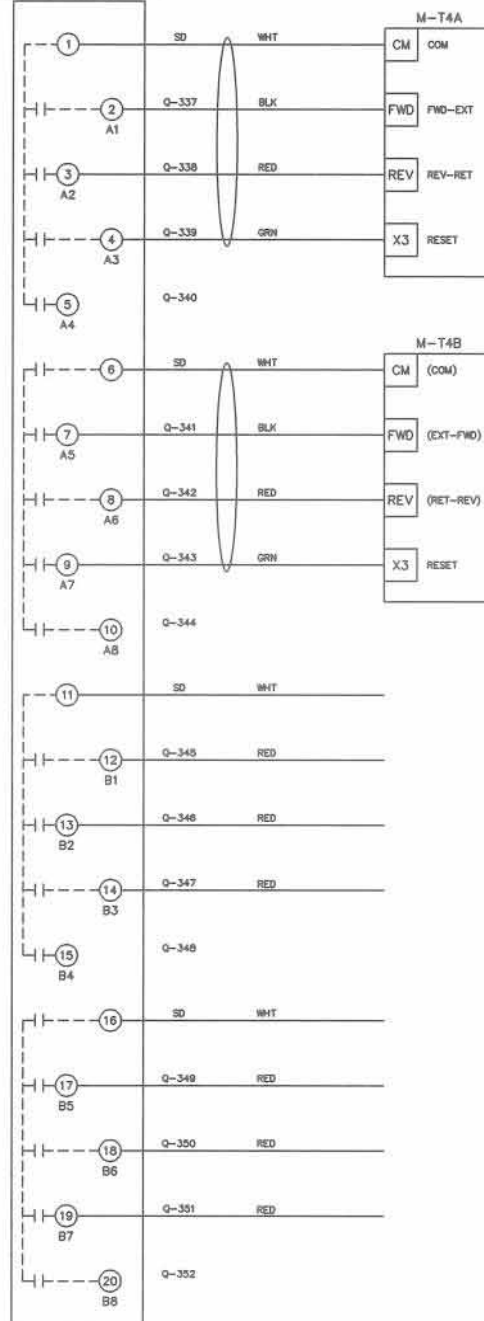 M-T4A
1 SD WHT CM COM
2 Q-337 BLK FWD FWD-EXT
A1
3 Q-338 RED REV REV-RET
A2
4 Q-339 GRN X3 RESET
A3
5 Q-340
A4
M-T4B
6 SD WHT CM (COM)
7 Q-341 BLK FWD (EXT-FWD)
A5
8 Q-342 RED REV (RET-REV)
A6
9 Q-343 GRN X3 RESET
A7
10 Q-344
A8
11 SD WHT
12 Q-345 RED
B1
13 Q-346 RED
B2
14 Q-347 RED
B3
15 Q-348
B4
16 SD WHT
17 Q-349 RED
B5
18 Q-350 RED
B6
19 Q-351 RED
B7
20 Q-352
B8